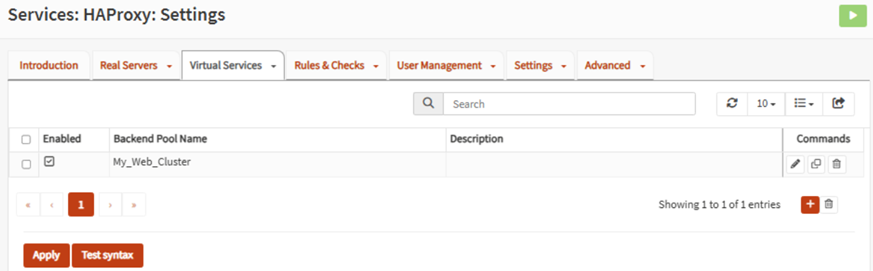 Services: HAProxy: Settings
Introduction Real Servers Virtual Services Rules & Checks User Management Settings Advanced
Search 10
Enabled Backend Pool Name Description Commands
My_Web_Cluster
« ‹ 1 › » Showing 1 to 1 of 1 entries +
Apply Test syntax